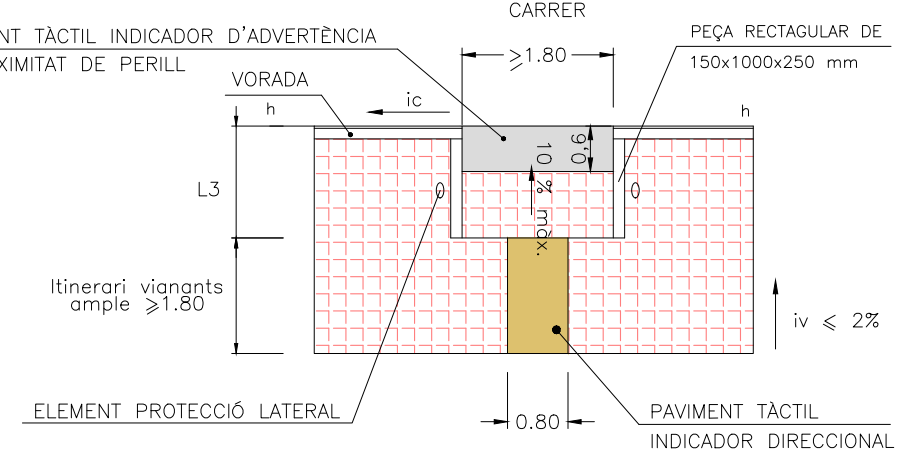 CARRER
NT TÀCTIL INDICADOR D'ADVERTÈNCIA
XIMITAT DE PERILL
PEÇA RECTAGULAR DE
150x1000x250 mm
≥1.80
VORADA
h
ic
h
0,6
10 % màx.
L3
Itinerari vianants
ample ≥1.80
iv ≤ 2%
ELEMENT PROTECCIÓ LATERAL
0.80
PAVIMENT TÀCTIL
INDICADOR DIRECCIONAL